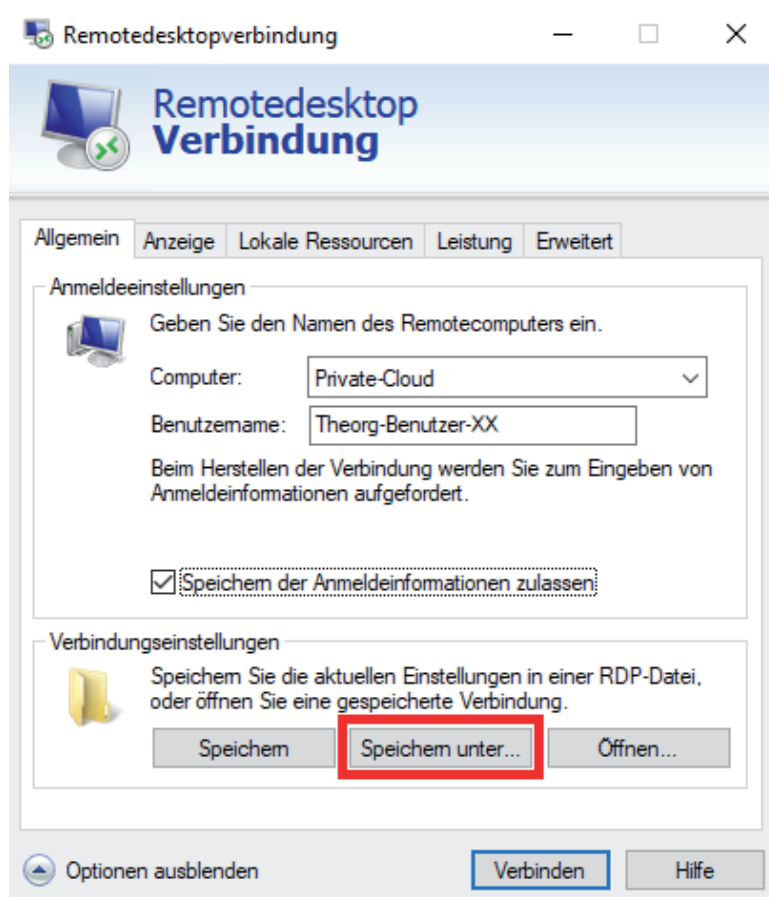 Remotedesktopverbindung
Remotedesktop
Verbindung
Allgemein Anzeige Lokale Ressourcen Leistung Erweitert
Anmeldeeinstellungen
Geben Sie den Namen des Remotecomputers ein.
Computer: Private-Cloud
Benutzername: Theorg-Benutzer-XX
Beim Herstellen der Verbindung werden Sie zum Eingeben von
Anmeldeinformationen aufgefordert.
Speichern der Anmeldeinformationen zulassen
Verbindungseinstellungen
Speichern Sie die aktuellen Einstellungen in einer RDP-Datei,
oder öffnen Sie eine gespeicherte Verbindung.
Speichern Speichern unter... Öffnen...
Optionen ausblenden Verbinden Hilfe